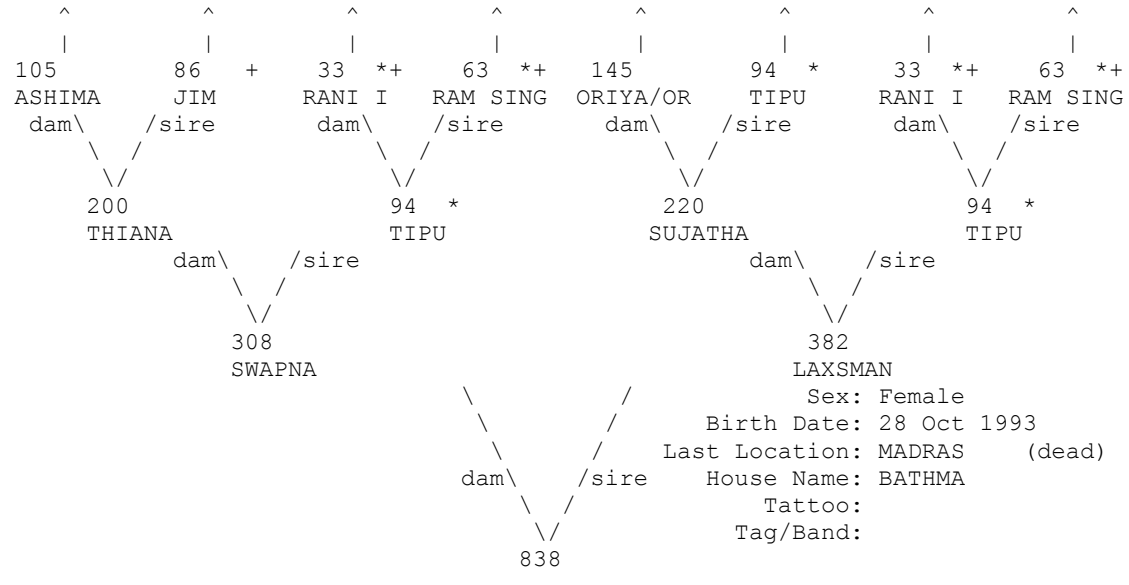 ^ ^ ^ ^ ^ ^ ^ ^
| | | | | | | |
105 86 + 33 *+ 63 *+ 145 94 * 33 *+ 63 *+
ASHIMA JIM RANI I RAM SING ORIYA/OR TIPU RANI I RAM SING
dam\ /sire dam\ /sire dam\ /sire dam\ /sire
\ / \ / \ / \ /
\/ \/ \/ \/
200 94 * 220 94 *
THIANA TIPU SUJATHA TIPU
dam\ /sire dam\ /sire
\ / \ /
\/ \/
308 382
SWAPNA LAXSMAN
\ / Sex: Female
\ / Birth Date: 28 Oct 1993
\ / Last Location: MADRAS (dead)
dam\ /sire House Name: BATHMA
\ / Tattoo:
\/ Tag/Band:
838